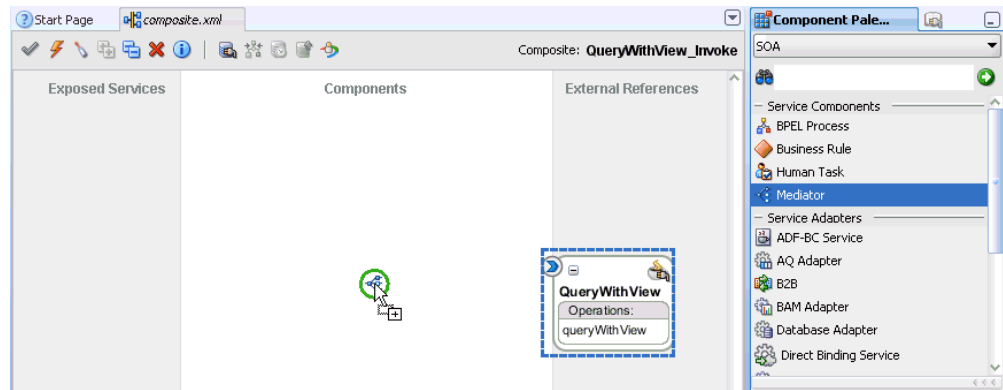 Start Page
composite.xml
Component Pale...
Composite: QueryWithView_Invoke
SOA
Exposed Services
Components
External References
Service Components
BPEL Process
Business Rule
Human Task
Mediator
Service Adapters
ADF-BC Service
AQ Adapter
B2B
BAM Adapter
Database Adapter
Direct Binding Service
QueryWithView
Operations:
queryWithView